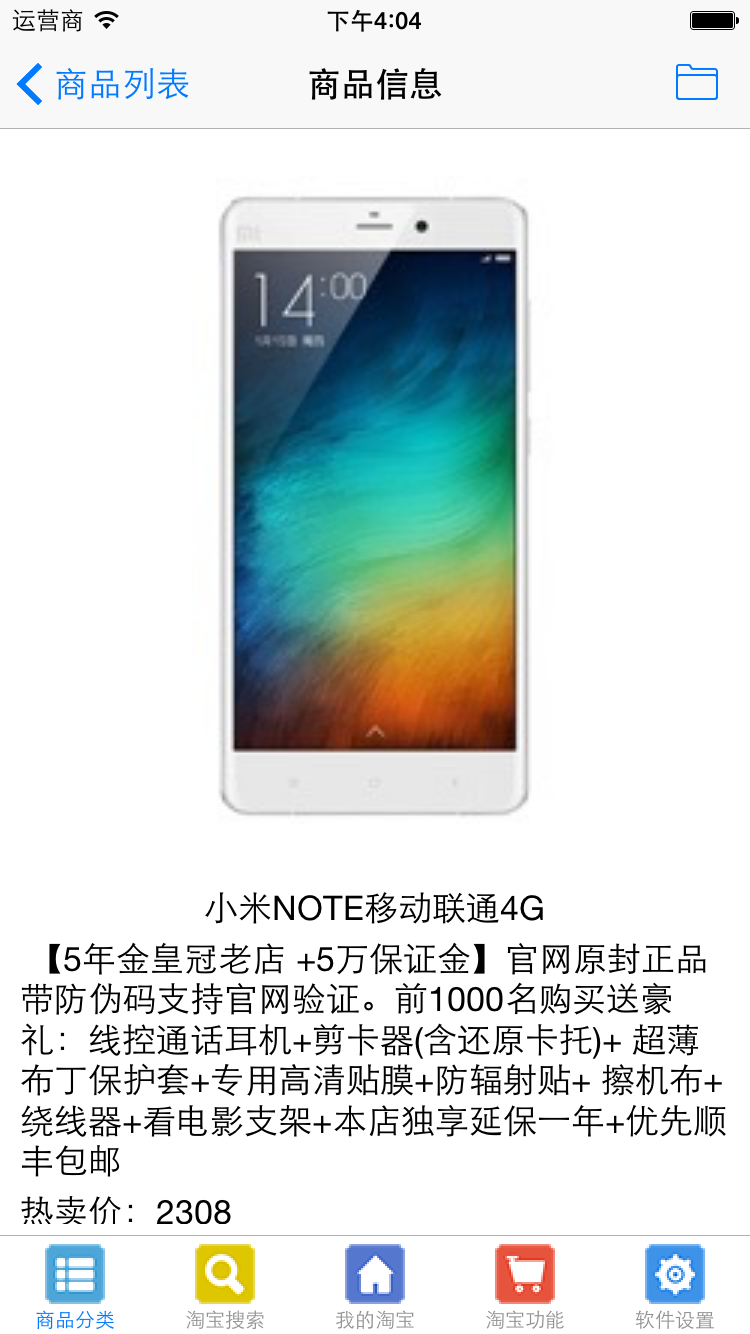 运营商 下午4:04
商品列表 商品信息
mi
14:00
小米NOTE移动联通4G
【5年金皇冠老店 +5万保证金】官网原封正品
带防伪码支持官网验证。前1000名购买送豪
礼：线控通话耳机+剪卡器(含还原卡托)+ 超薄
布丁保护套+专用高清贴膜+防辐射贴+ 擦机布+
绕线器+看电影支架+本店独享延保一年+优先顺
丰包邮
热卖价：2308
商品分类 淘宝搜索 我的淘宝 淘宝功能 软件设置